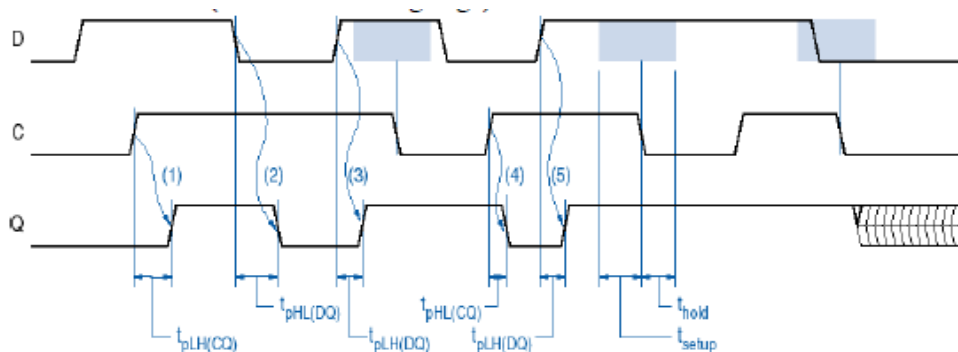 D
C
(1) (2) (3) (4) (5)
Q
tpHL(DQ) tpHL(CQ) thold
tpLH(CQ) tpLH(DQ) tpLH(DQ) tsetup